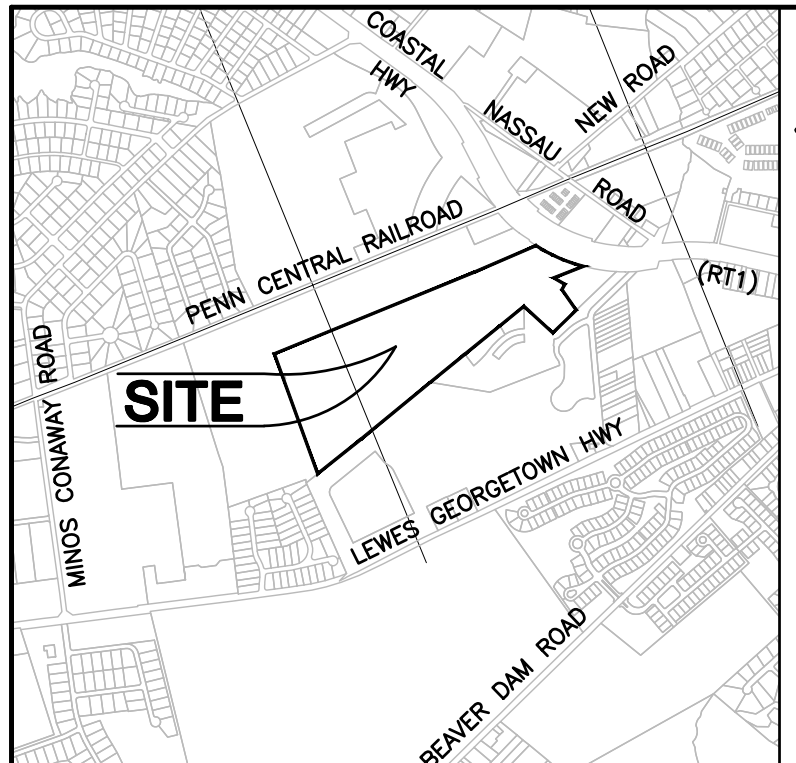 COASTAL
HWY
NASSAU
ROAD
NEW ROAD
PENN CENTRAL RAILROAD
(RT1)
MINOS CONAWAY ROAD
SITE
LEWES GEORGETOWN HWY
BEAVER DAM ROAD